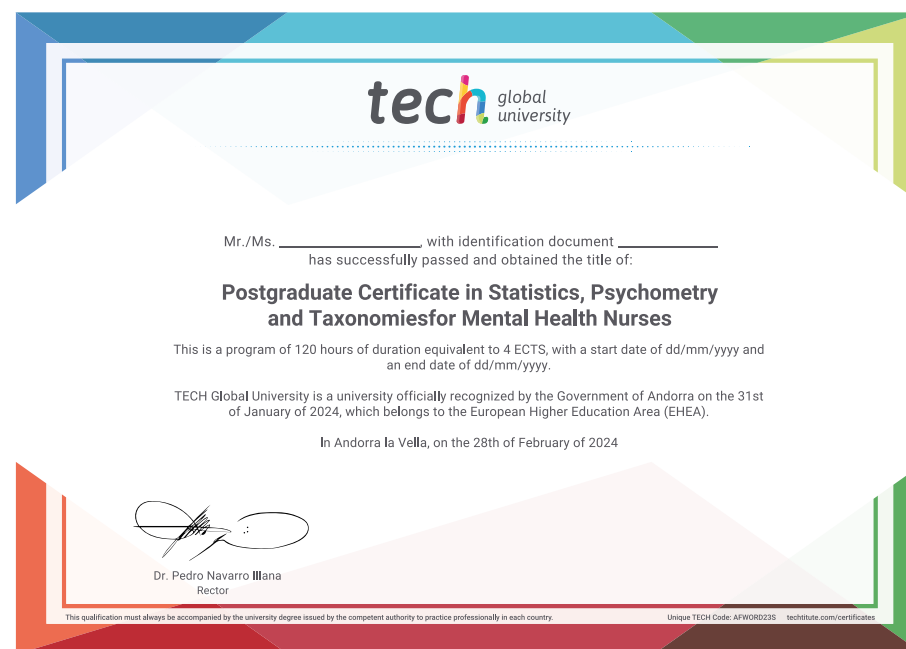 tech global
university
Mr./Ms. ____________, with identification document ____________
has successfully passed and obtained the title of:
Postgraduate Certificate in Statistics, Psychometry
and Taxonomiesfor Mental Health Nurses
This is a program of 120 hours of duration equivalent to 4 ECTS, with a start date of dd/mm/yyyy and
an end date of dd/mm/yyyy.
TECH Global University is a university officially recognized by the Government of Andorra on the 31st
of January of 2024, which belongs to the European Higher Education Area (EHEA).
In Andorra la Vella, on the 28th of February of 2024
Dr. Pedro Navarro Illana
Rector
This qualification must always be accompanied by the university degree issued by the competent authority to practice professionally in each country.
Unique TECH Code: AFWORD23S techtitute.com/certificates